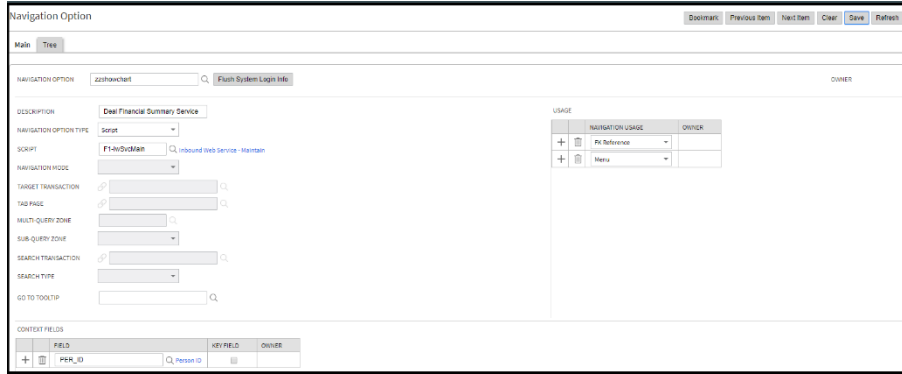 Navigation Option
Bookmark Previous Item Next Item Clear Save Refresh
Main Tree
NAVIGATION OPTION zzshowchart Flush System Login Info OWNER
DESCRIPTION Deal Financial Summary Service
NAVIGATION OPTION TYPE Script
SCRIPT F1-IwSvcMain Inbound Web Service - Maintain
NAVIGATION MODE
TARGET TRANSACTION
TAB PAGE
MULTI-QUERY ZONE
SUB-QUERY ZONE
SEARCH TRANSACTION
SEARCH TYPE
GO TO TOOLTIP
USAGE
NAVIGATION USAGE OWNER
FK Reference
Menu
CONTEXT FIELDS
FIELD KEY FIELD OWNER
PER_ID Person ID